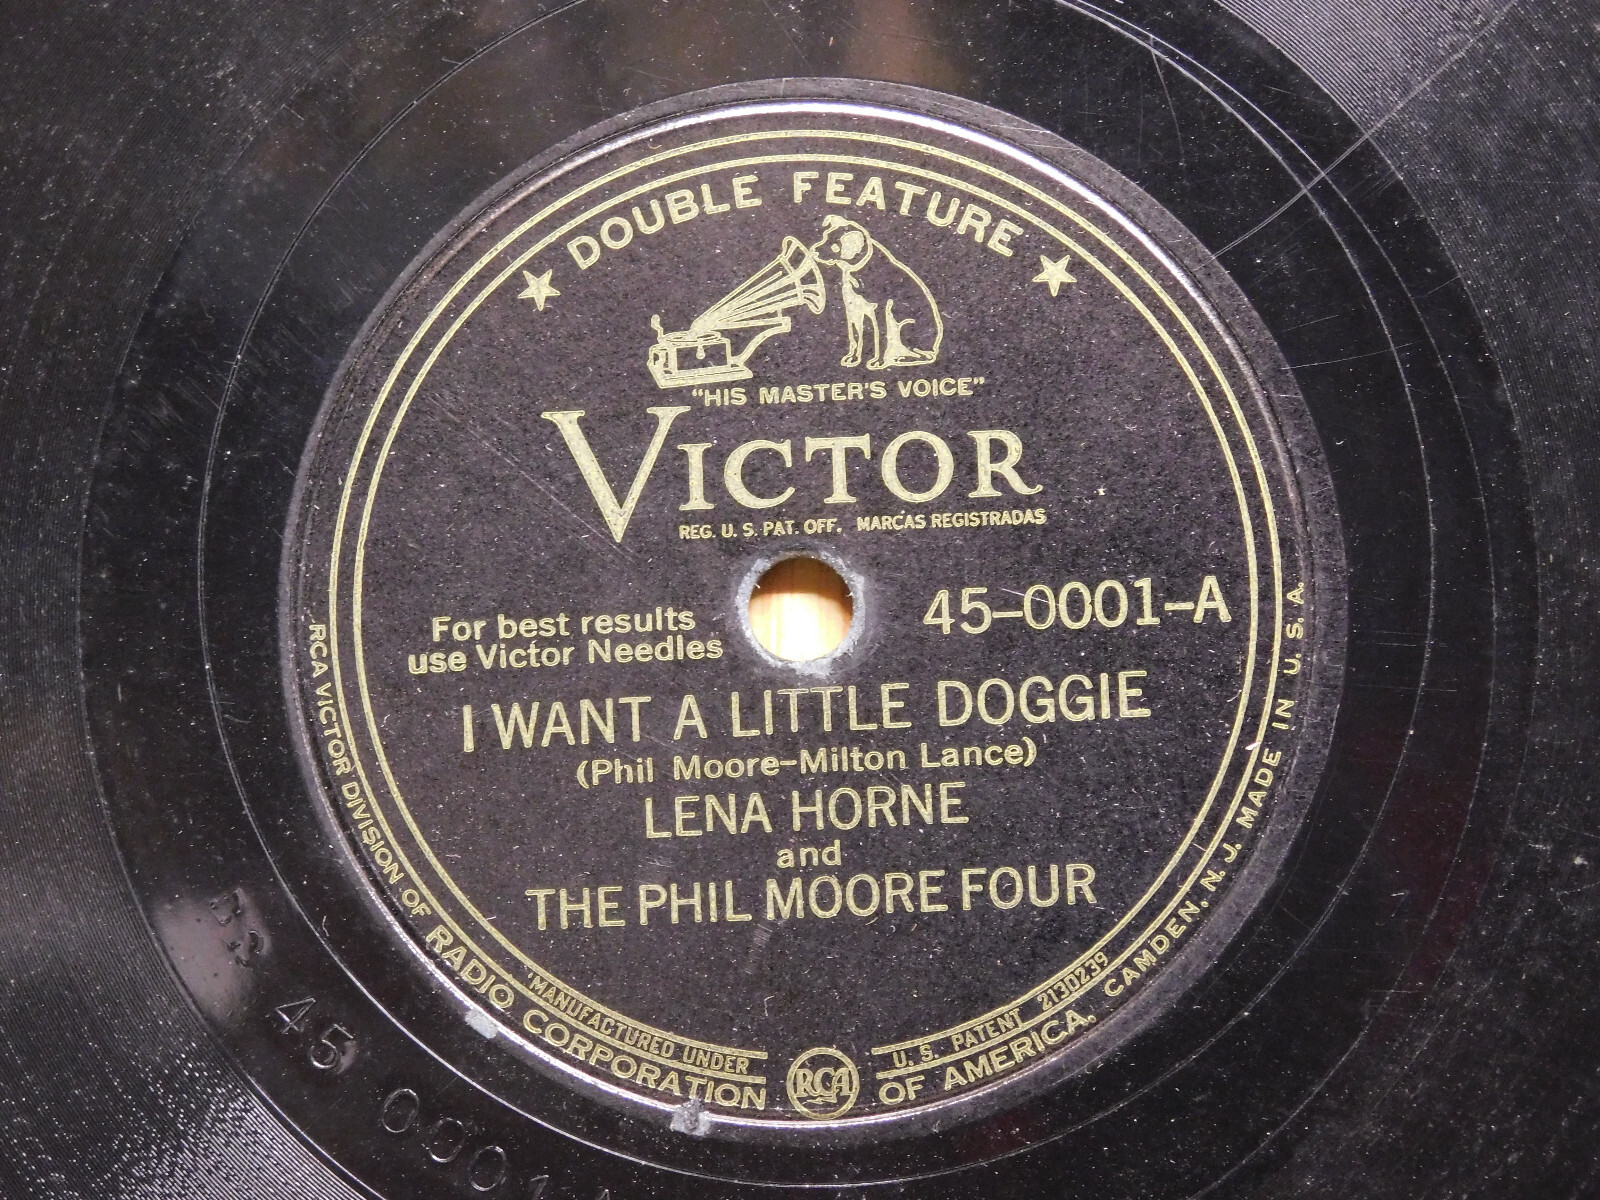 DOUBLE FEATURE
"HIS MASTER'S VOICE"
VICTOR
REG. U. S. PAT. OFF. MARCAS REGISTRADAS
For best results
use Victor Needles
45-0001-A
I WANT A LITTLE DOGGIE
(Phil Moore-Milton Lance)
LENA HORNE
and
THE PHIL MOORE FOUR
MANUFACTURED UNDER
U. S. PATENT 2130239
RCA VICTOR DIVISION OF RADIO CORPORATION
RCA
OF AMERICA, CAMDEN, N. J. MADE IN U. S. A.
45 0001